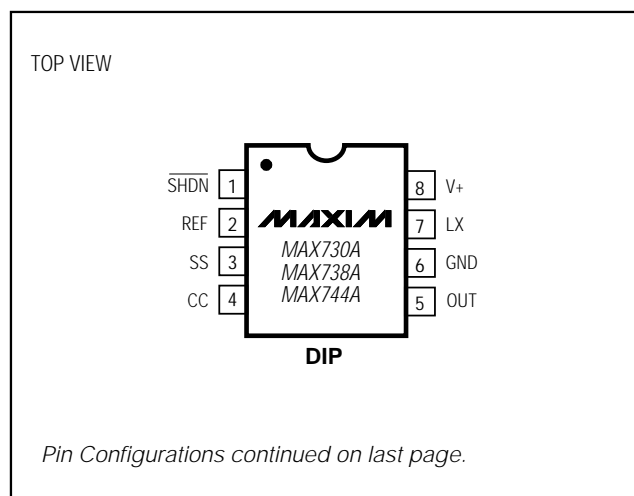 TOP VIEW
SHDN 1
REF 2
SS 3
CC 4
MAXIM
MAX730A
MAX738A
MAX744A
8 V+
7 LX
6 GND
5 OUT
DIP
Pin Configurations continued on last page.